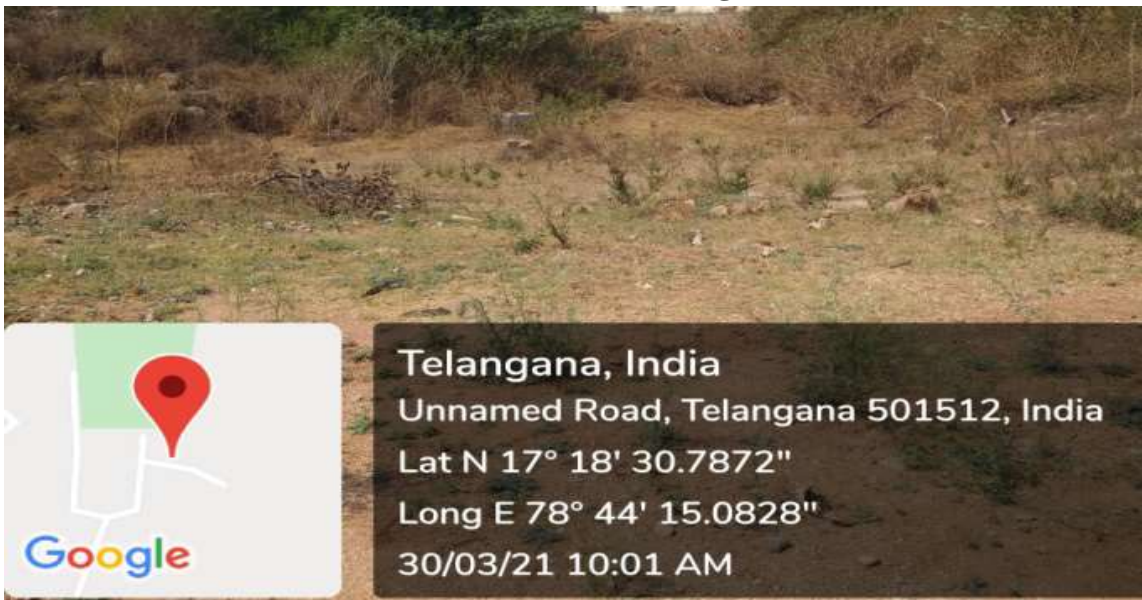 Telangana, India
Unnamed Road, Telangana 501512, India
Lat N 17° 18' 30.7872"
Long E 78° 44' 15.0828"
30/03/21 10:01 AM
Google